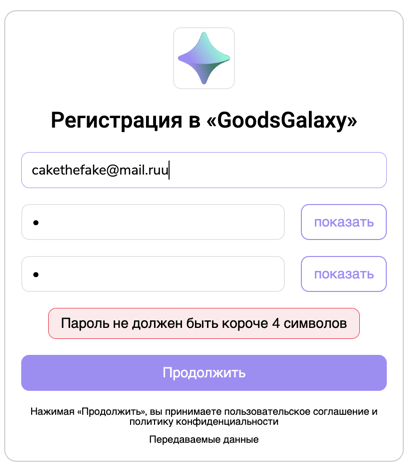 Регистрация в «GoodsGalaxy»
cakethefake@mail.ruu
•
показать
•
показать
Пароль не должен быть короче 4 символов
Продолжить
Нажимая «Продолжить», вы принимаете пользовательское соглашение и
политику конфиденциальности
Передаваемые данные